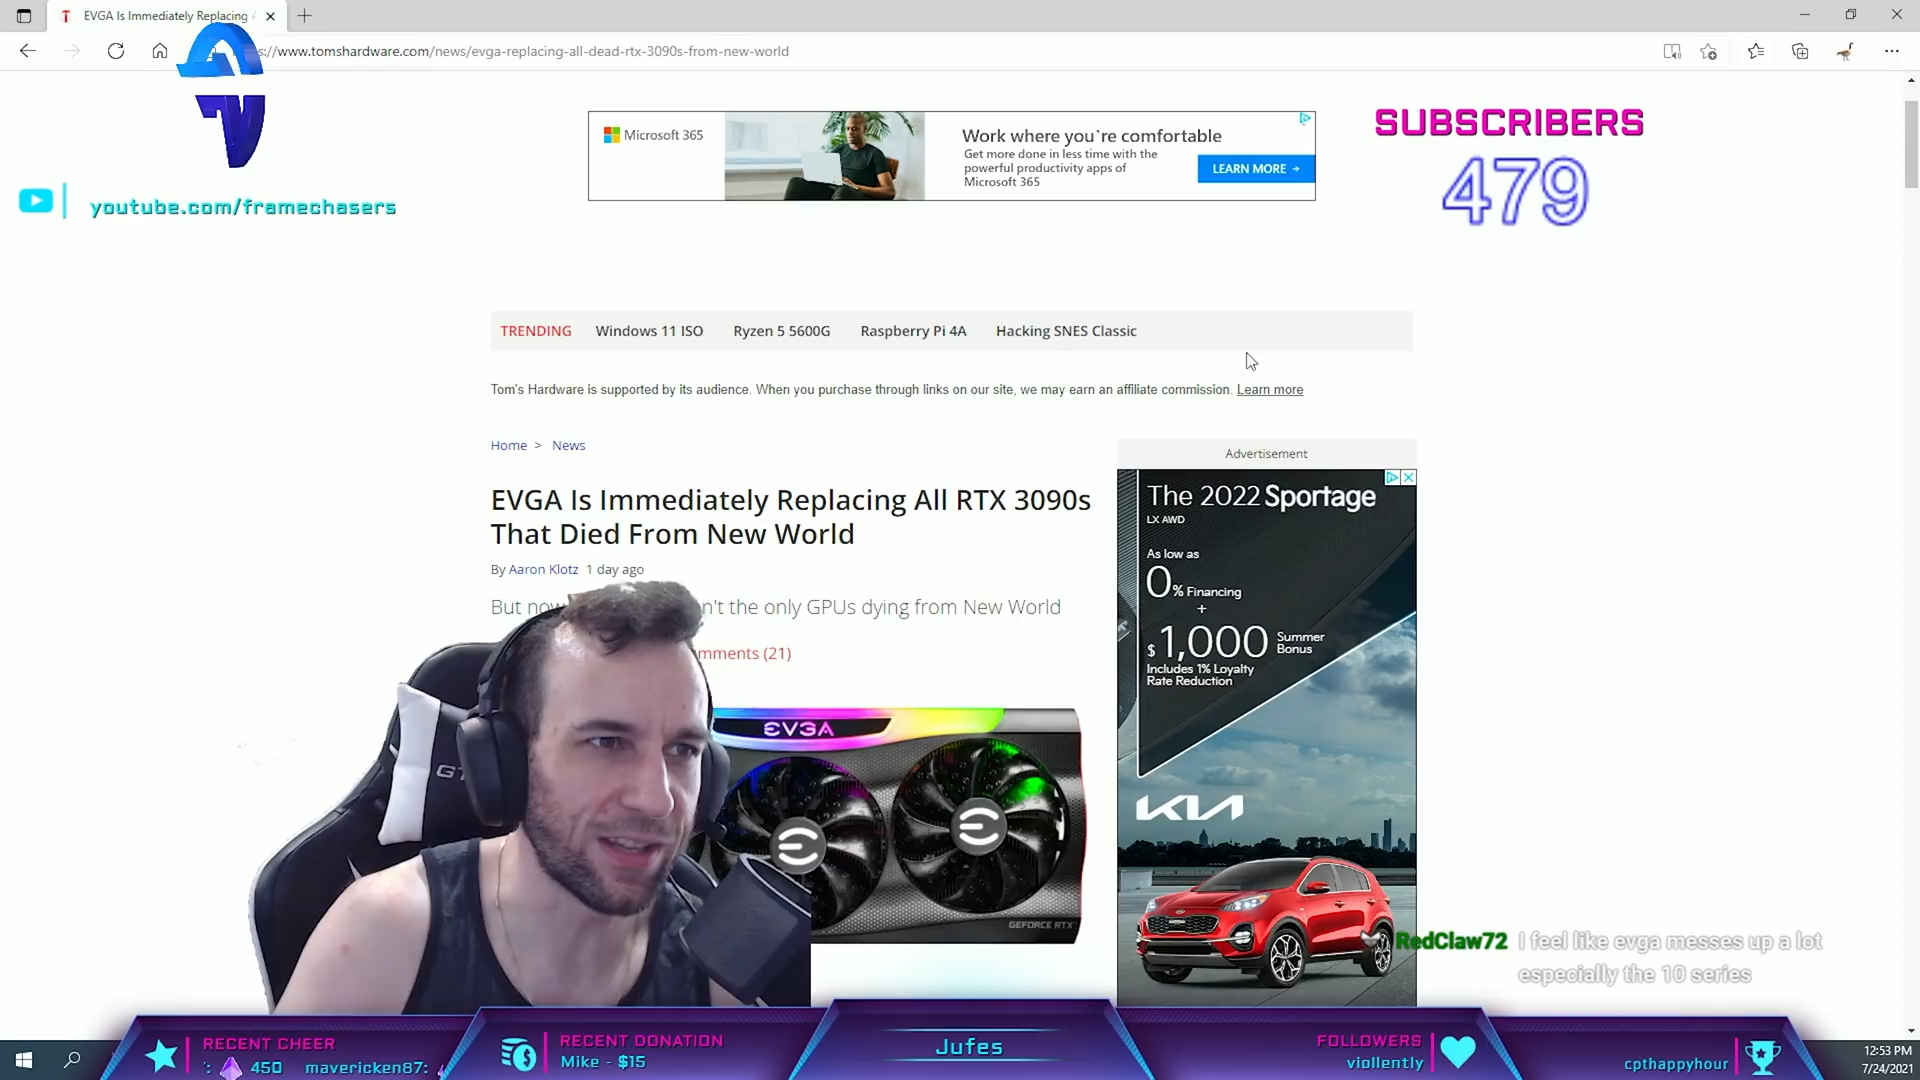 EVGA Is Immediately Replacing
s://www.tomshardware.com/news/evga-replacing-all-dead-rtx-3090s-from-new-world
youtube.com/framechasers
Microsoft 365
Work where you're comfortable
Get more done in less time with the
powerful productivity apps of
Microsoft 365
LEARN MORE
SUBSCRIBERS
479
TRENDING Windows 11 ISO Ryzen 5 5600G Raspberry Pi 4A Hacking SNES Classic
Tom's Hardware is supported by its audience. When you purchase through links on our site, we may earn an affiliate commission. Learn more
Home > News
EVGA Is Immediately Replacing All RTX 3090s
That Died From New World
By Aaron Klotz 1 day ago
But now n't the only GPUs dying from New World
mments (21)
EVGA
GEFORCE RTX
GT
Advertisement
The 2022 Sportage
LX AWD
As low as
0% Financing
+
$1,000 Summer
Bonus
Includes 1% Loyalty
Rate Reduction
KIA
RedClaw72 I feel like evga messes up a lot
especially the 10 series
RECENT CHEER
: 450 mavericken87:
RECENT DONATION
Mike - $15
Jufes
FOLLOWERS
viollently
cpthappyhour
12:53 PM
7/24/2021